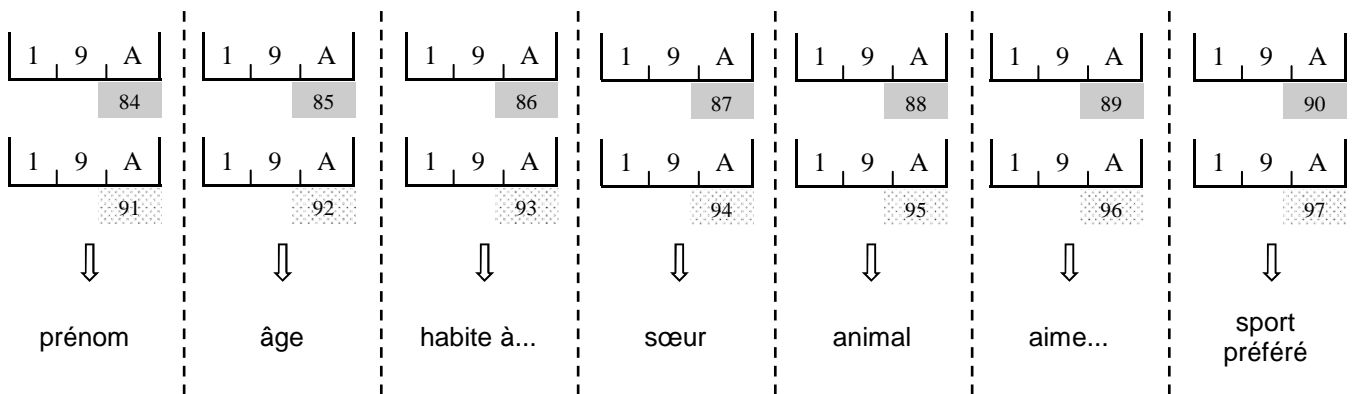 1 9 A 1 9 A 1 9 A 1 9 A 1 9 A 1 9 A 1 9 A
84 85 86 87 88 89 90
1 9 A 1 9 A 1 9 A 1 9 A 1 9 A 1 9 A 1 9 A
91 92 93 94 95 96 97
prénom âge habite à... sœur animal aime... sport
préféré